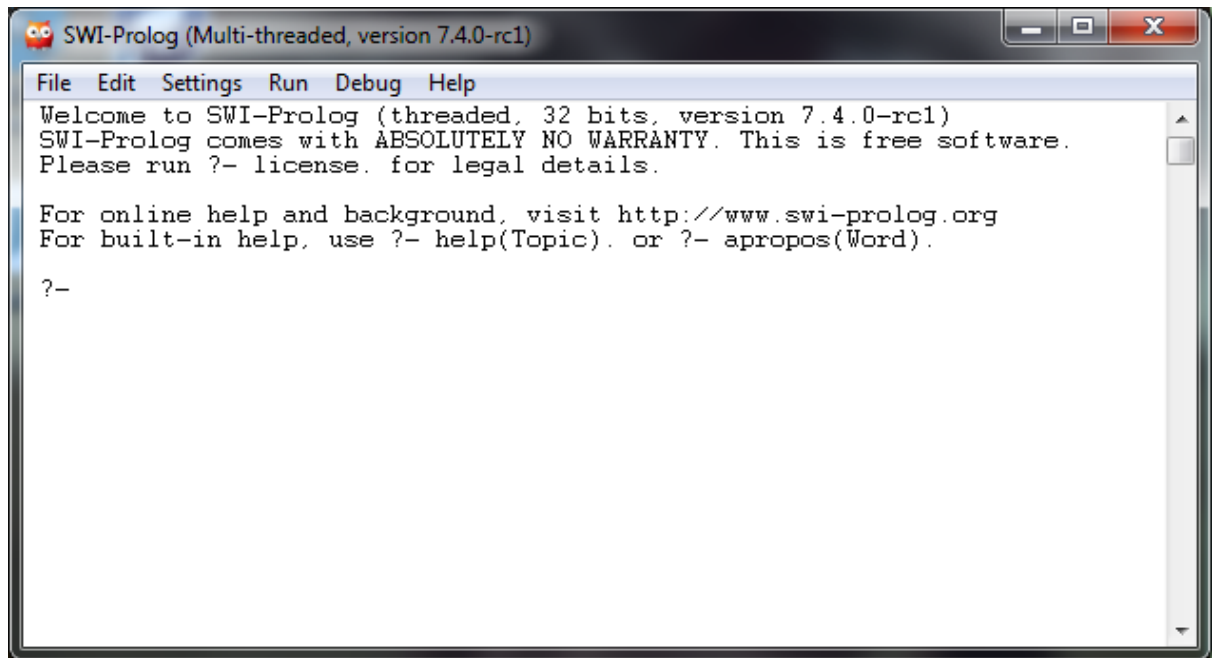 SWI-Prolog (Multi-threaded, version 7.4.0-rc1)
File Edit Settings Run Debug Help
Welcome to SWI-Prolog (threaded, 32 bits, version 7.4.0-rc1)
SWI-Prolog comes with ABSOLUTELY NO WARRANTY. This is free software.
Please run ?- license. for legal details.
For online help and background, visit http://www.swi-prolog.org
For built-in help, use ?- help(Topic). or ?- apropos(Word).
?-